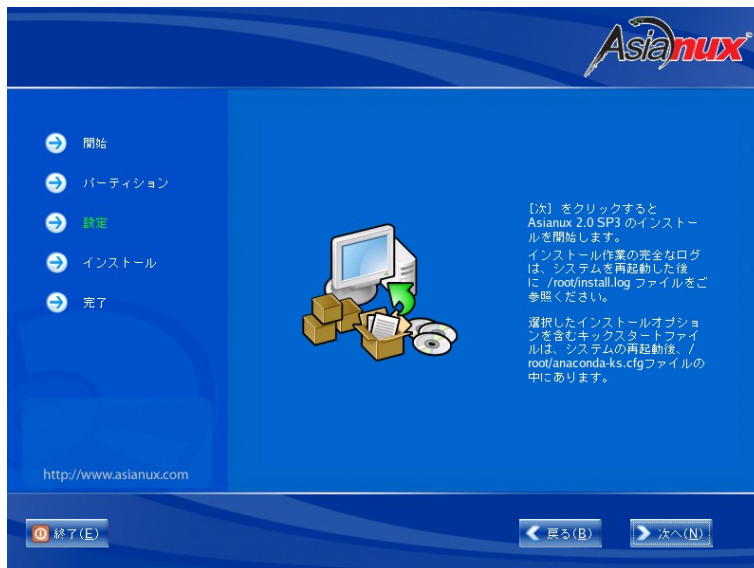 Asianux
開始
パーティション
設定
インストール
完了
[次] をクリックすると
Asianux 2.0 SP3 のインストー
ルを開始します。
インストール作業の完全なログ
は、システムを再起動した後
に /root/install.log ファイルをご
参照ください。
選択したインストールオプショ
ンを含むキックスタートファイ
ルは、システムの再起動後、/
root/anaconda-ks.cfgファイルの
中にあります。
http://www.asianux.com
終了(E)
戻る(B)
次へ(N)